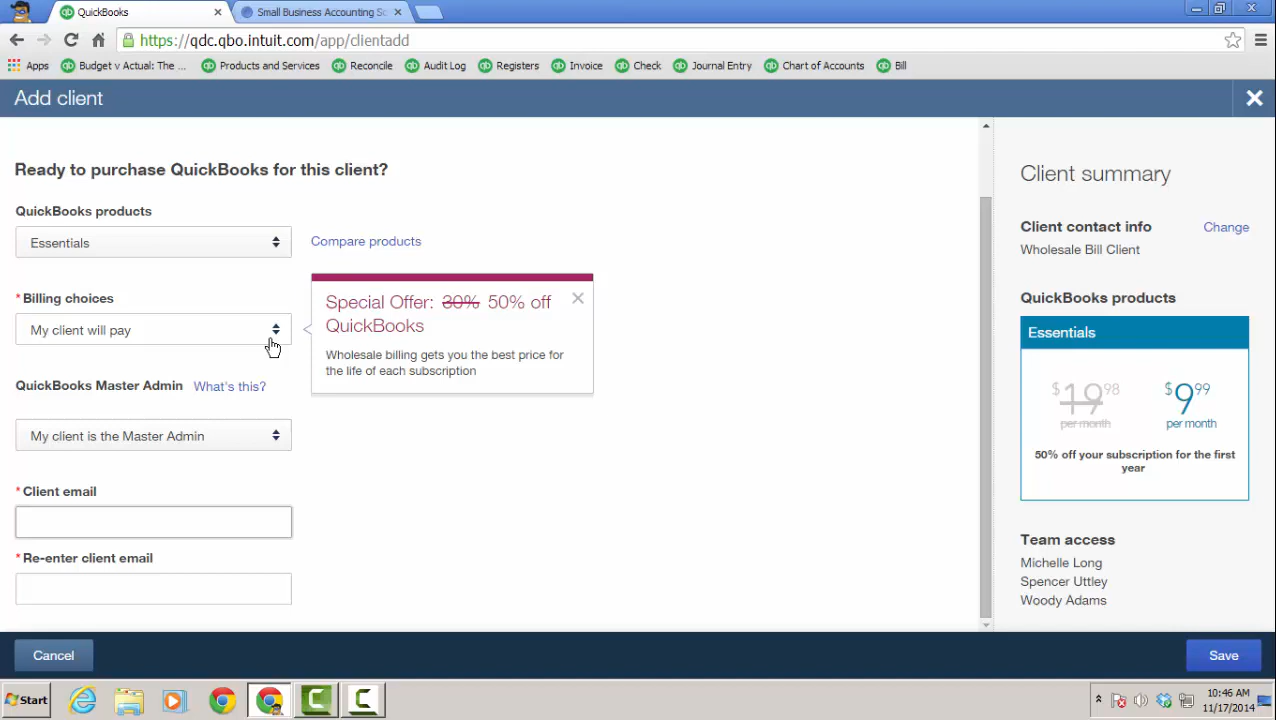 QuickBooks
Small Business Accounting So
https://qdc.qbo.intuit.com/app/clientadd
Apps
Budget v Actual: The ...
Products and Services
Reconcile
Audit Log
Registers
Invoice
Check
Journal Entry
Chart of Accounts
Bill
Add client
Ready to purchase QuickBooks for this client?
QuickBooks products
Essentials
Compare products
* Billing choices
My client will pay
Special Offer: 30% 50% off
QuickBooks
Wholesale billing gets you the best price for
the life of each subscription
QuickBooks Master Admin What's this?
My client is the Master Admin
* Client email
* Re-enter client email
Client summary
Client contact info Change
Wholesale Bill Client
QuickBooks products
Essentials
$19.98 $9.99
per month per month
50% off your subscription for the first
year
Team access
Michelle Long
Spencer Uttley
Woody Adams
Cancel
Save
Start
10:46 AM
11/17/2014